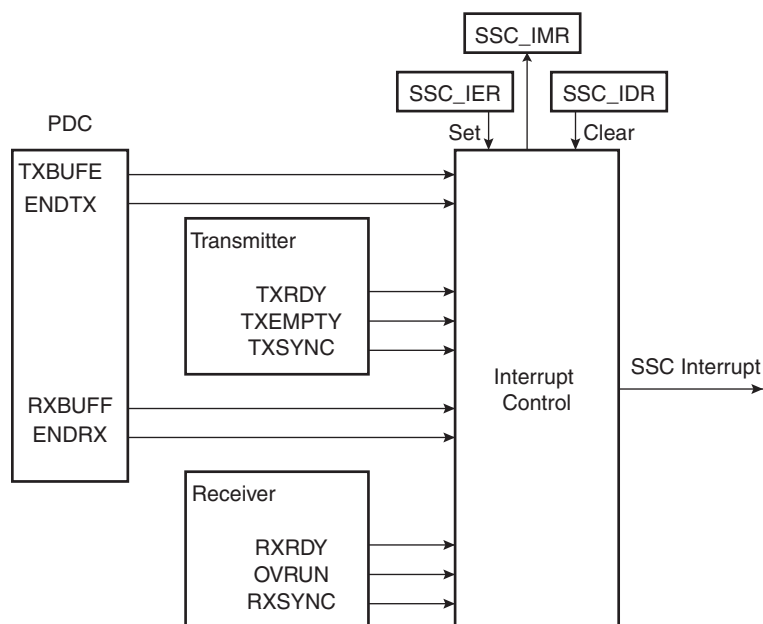 SSC_IMR
SSC_IER
SSC_IDR
Set
Clear
PDC
TXBUFE
ENDTX
Transmitter
TXRDY
TXEMPTY
TXSYNC
RXBUFF
ENDRX
Interrupt
Control
SSC Interrupt
Receiver
RXRDY
OVRUN
RXSYNC